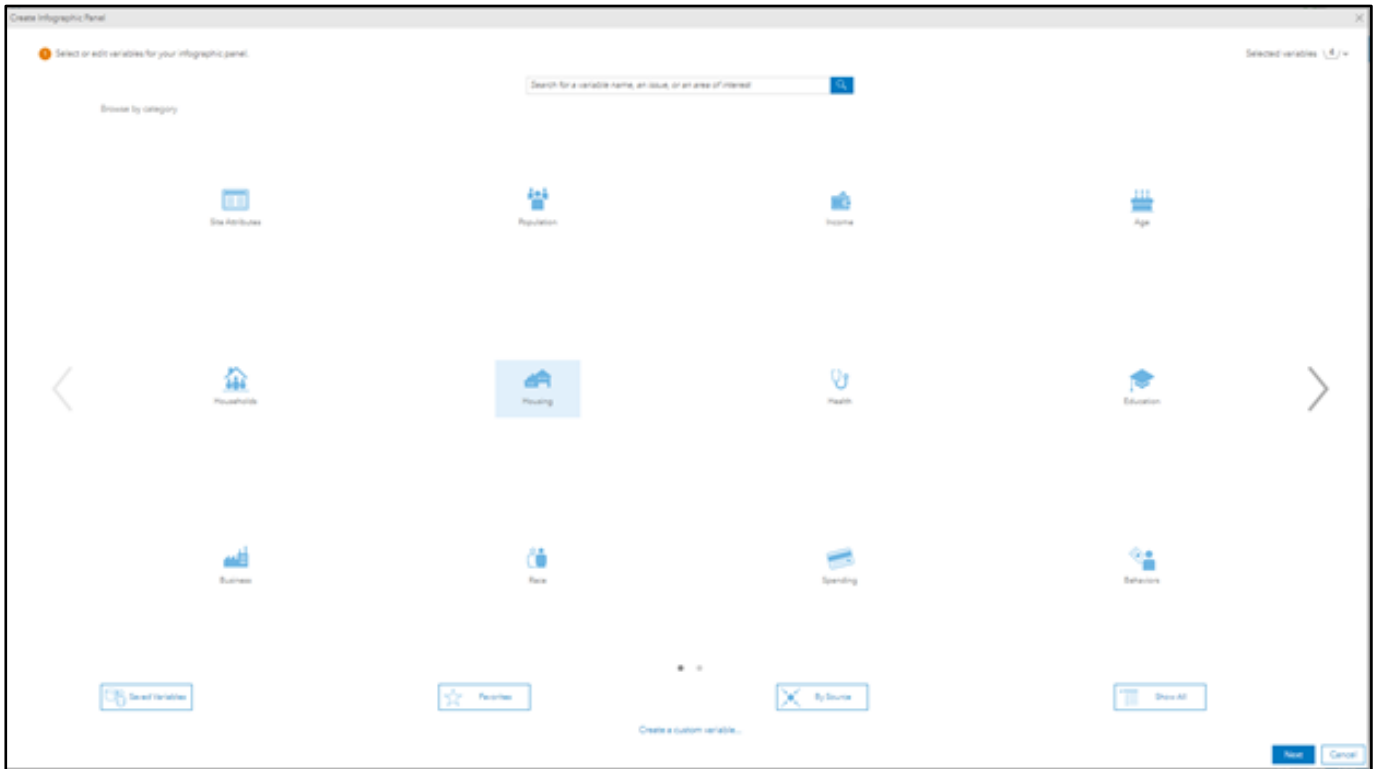 Create Infographic Panel
1 Select or edit variables for your infographic panel.
Selected variables 4
Search for a variable name, an issue, or an area of interest
Browse by category
Site Attributes
Population
Income
Age
Households
Housing
Health
Education
Business
Race
Spending
Behaviors
Saved Variables
Favorites
By Source
Show All
Create a custom variable...
Next
Cancel